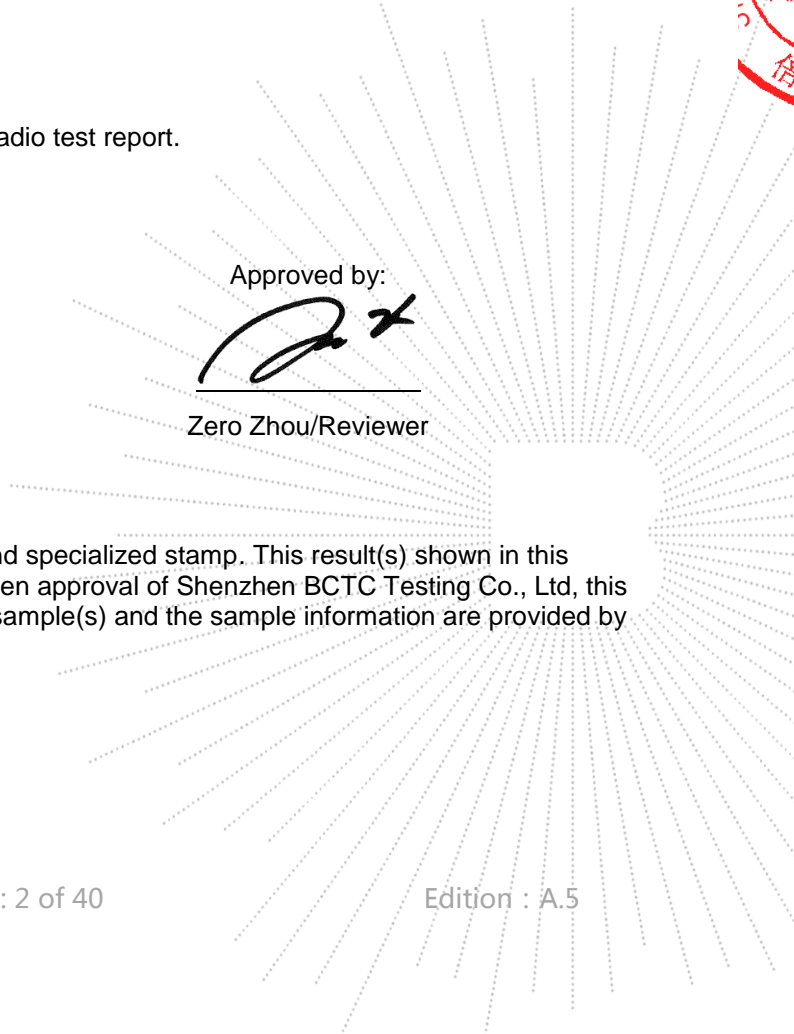 adio test report.
Approved by:
Zero Zhou/Reviewer
nd specialized stamp. This result(s) shown in this
en approval of Shenzhen BCTC Testing Co., Ltd, this
sample(s) and the sample information are provided by
: 2 of 40 Edition：A.5